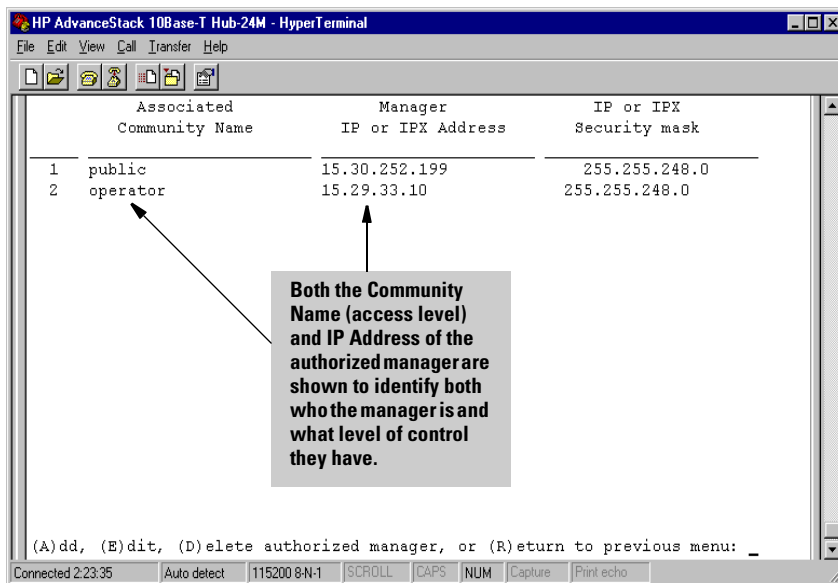 HP AdvanceStack 10Base-T Hub-24M - HyperTerminal
File Edit View Call Transfer Help
Associated Manager IP or IPX
Community Name IP or IPX Address Security mask
1 public 15.30.252.199 255.255.248.0
2 operator 15.29.33.10 255.255.248.0
Both the Community
Name (access level)
and IP Address of the
authorized manager are
shown to identify both
who the manager is and
what level of control
they have.
(A)dd, (E)dit, (D)elete authorized manager, or (R)eturn to previous menu: _
Connected 2:23:35 Auto detect 115200 8-N-1 SCROLL CAPS NUM Capture Print echo